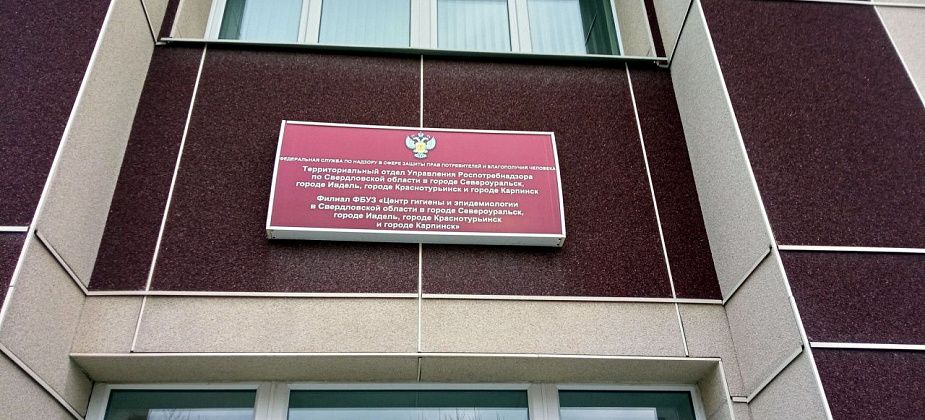 ФЕДЕРАЛЬНАЯ СЛУЖБА ПО НАДЗОРУ В СФЕРЕ ЗАЩИТЫ ПРАВ ПОТРЕБИТЕЛЕЙ И БЛАГОПОЛУЧИЯ ЧЕЛОВЕКА
Территориальный отдел Управления Роспотребнадзора
по Свердловской области в городе Североуральск,
городе Ивдель, городе Краснотурьинск и городе Карпинск
Филиал ФБУЗ «Центр гигиены и эпидемиологии
в Свердловской области в городе Североуральск,
городе Ивдель, городе Краснотурьинск
и городе Карпинск»